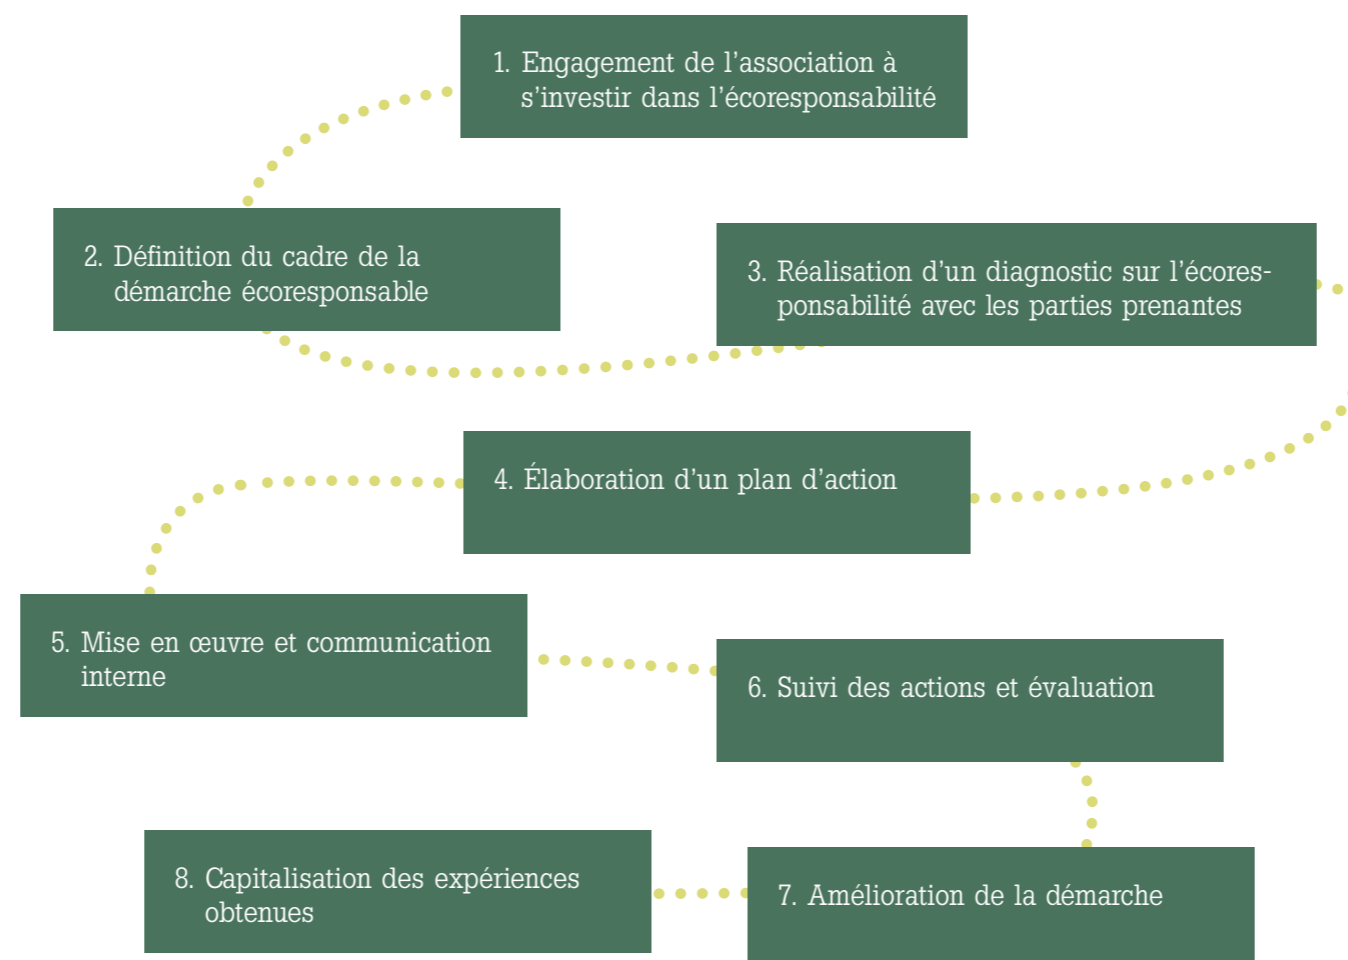 1. Engagement de l’association à
s’investir dans l’écoresponsabilité
2. Définition du cadre de la
démarche écoresponsable
3. Réalisation d’un diagnostic sur l’écores-
ponsabilité avec les parties prenantes
4. Élaboration d’un plan d’action
5. Mise en œuvre et communication
interne
6. Suivi des actions et évaluation
7. Amélioration de la démarche
8. Capitalisation des expériences
obtenues